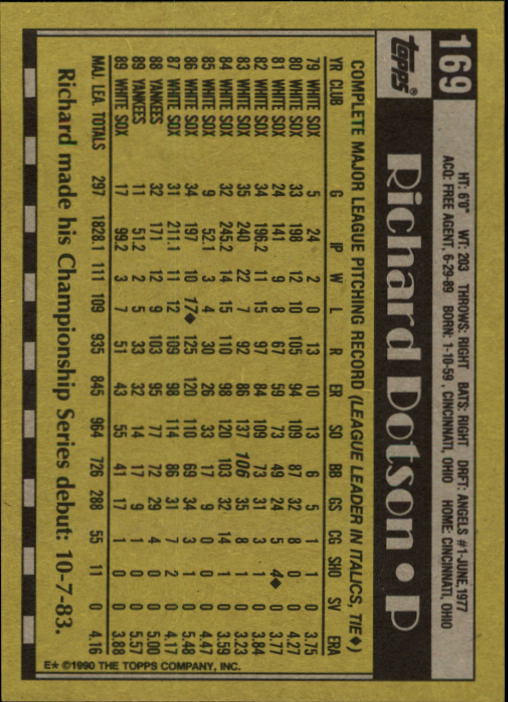 169
topps®
Richard Dotson • P
HT: 6'0" WT: 203 THROWS: RIGHT BATS: RIGHT DRFT: ANGELS #1-JUNE, 1977
ACQ: FREE AGENT, 6-29-89 BORN: 1-10-59, CINCINNATI, OHIO HOME: CINCINNATI, OHIO
COMPLETE MAJOR LEAGUE PITCHING RECORD (LEAGUE LEADER IN ITALICS, TIE♦)
YR CLUB G IP W L R ER SO BB GS CG SHO SV ERA
79 WHITE SOX 5 24 2 0 13 10 13 6 5 1 1 0 3.75
80 WHITE SOX 33 198 12 10 105 94 109 87 32 8 0 0 4.27
81 WHITE SOX 24 141 9 8 67 59 73 49 24 5 4♦ 0 3.77
82 WHITE SOX 34 196.2 11 15 97 84 109 73 31 3 1 0 3.84
83 WHITE SOX 35 240 22 7 92 86 137 106 35 8 1 0 3.23
84 WHITE SOX 32 245.2 14 15 110 98 120 103 32 14 1 0 3.59
85 WHITE SOX 9 52.1 3 4 30 26 33 17 9 0 0 0 4.47
86 WHITE SOX 34 197 10 17♦ 125 120 110 69 34 3 1 0 5.48
87 WHITE SOX 31 211.1 11 12 109 98 114 86 31 7 2 0 4.17
88 YANKEES 32 171 12 9 103 95 77 72 29 4 0 0 5.00
89 YANKEES 11 51.2 2 5 33 32 14 17 9 1 0 0 5.57
89 WHITE SOX 17 99.2 3 7 51 43 55 41 17 1 0 0 3.88
MAJ. LEA. TOTALS 297 1828.1 111 109 935 845 964 726 288 55 11 0 4.16
Richard made his Championship Series debut: 10-7-83.
E* ©1990 THE TOPPS COMPANY, INC.